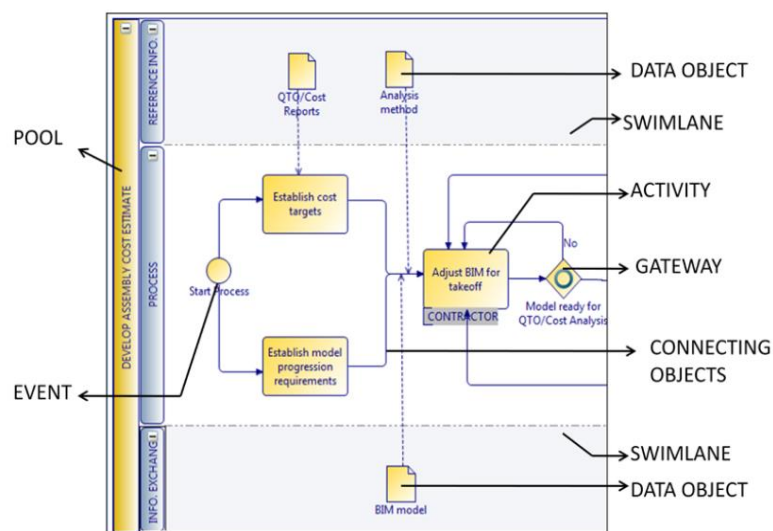 POOL
EVENT
DEVELOP ASSEMBLY COST ESTIMATE
REFERENCE INFO.
PROCESS
INFO. EXCHANG
QTO/Cost
Reports
Analysis
method
Establish cost
targets
Start Process
Establish model
progression
requirements
Adjust BIM for
takeoff
CONTRACTOR
No
Model ready for
QTO/Cost Analysis
BIM model
DATA OBJECT
SWIMLANE
ACTIVITY
GATEWAY
CONNECTING
OBJECTS
SWIMLANE
DATA OBJECT